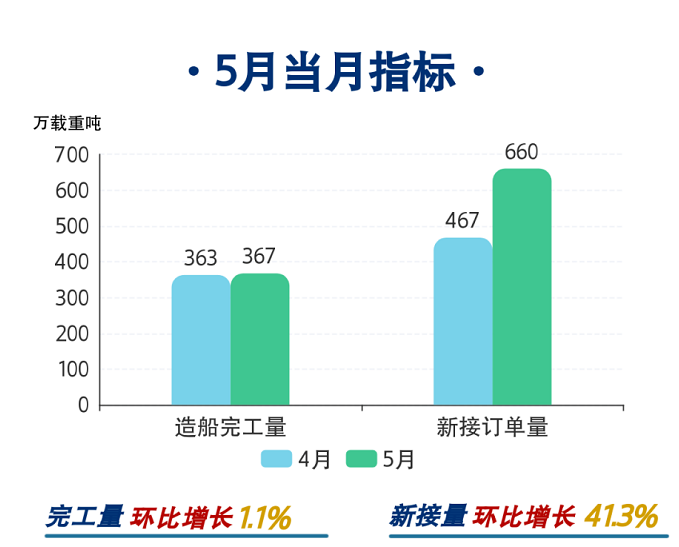 ·5月当月指标·
万载重吨
700
600
500
400
300
200
100
0
363 367
467 660
造船完工量 新接订单量
4月 5月
完工量 环比增长 1.1%
新接量 环比增长 41.3%